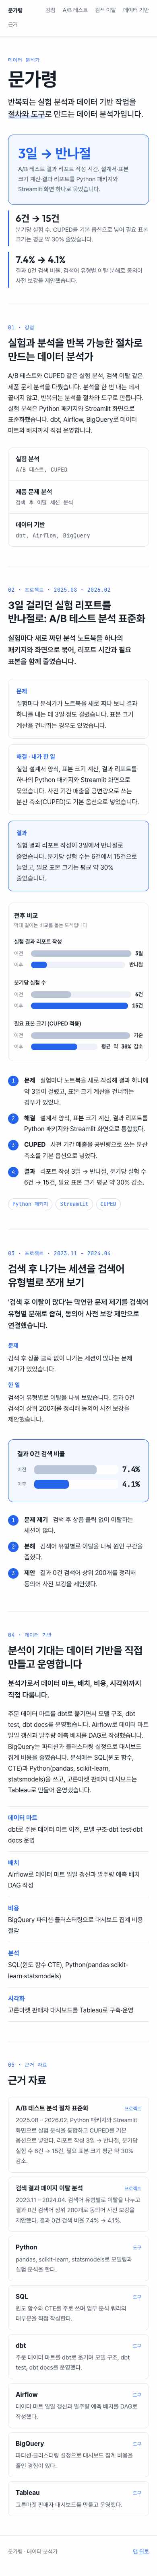 문가령
강점 A/B 테스트 검색 이탈 데이터 기반
근거
데이터 분석가
문가령
반복되는 실험 분석과 데이터 기반 작업을
절차와 도구로 만드는 데이터 분석가입니다.
3일 → 반나절
A/B 테스트 결과 리포트 작성 시간. 설계서·표본
크기 계산·결과 리포트를 Python 패키지와
Streamlit 화면 하나로 묶었습니다.
6건 → 15건
분기당 실험 수. CUPED를 기본 옵션으로 넣어 필요 표본
크기는 평균 약 30% 줄었습니다.
7.4% → 4.1%
결과 0건 검색 비율. 검색어 유형별 이탈 분해로 동의어
사전 보강을 제안했습니다.
01 · 강점
실험과 분석을 반복 가능한 절차로
만드는 데이터 분석가
A/B 테스트와 CUPED 같은 실험 분석, 검색 이탈 같은
제품 문제 분석을 다룹니다. 분석을 한 번 내는 데서
끝내지 않고, 반복되는 분석을 절차와 도구로 만듭니다.
실험 분석은 Python 패키지와 Streamlit 화면으로
표준화했습니다. dbt, Airflow, BigQuery로 데이터
마트와 배치까지 직접 운영합니다.
실험 분석
A/B 테스트, CUPED
제품 문제 분석
검색 후 이탈 세션 분석
데이터 기반
dbt, Airflow, BigQuery
02 · 프로젝트 · 2025.08 – 2026.02
3일 걸리던 실험 리포트를
반나절로: A/B 테스트 분석 표준화
실험마다 새로 짜던 분석 노트북을 하나의
패키지와 화면으로 묶어, 리포트 시간과 필요
표본을 함께 줄였습니다.
문제
실험마다 분석가가 노트북을 새로 짜다 보니 결과
하나를 내는 데 3일 정도 걸렸습니다. 표본 크기
계산을 건너뛰는 경우도 있었습니다.
해결 · 내가 한 일
실험 설계서 양식, 표본 크기 계산, 결과 리포트를
하나의 Python 패키지와 Streamlit 화면으로
묶었습니다. 사전 기간 매출을 공변량으로 쓰는
분산 축소(CUPED)도 기본 옵션으로 넣었습니다.
결과
실험 결과 리포트 작성이 3일에서 반나절로
줄었습니다. 분기당 실험 수는 6건에서 15건으로
늘었고, 필요 표본 크기는 평균 약 30%
줄었습니다.
전후 비교
실험 결과 리포트 작성
이전 3일
이후 반나절
분기당 실험 수
이전 6건
이후 15건
필요 표본 크기 (CUPED 적용)
이전 기준
이후 평균 약 30% 감소
1 문제 실험마다 노트북을 새로 작성해 결과 하나에
약 3일이 걸렸고, 표본 크기 계산을 건너뛰는
경우가 있었다.
2 해결 설계서 양식, 표본 크기 계산, 결과 리포트를
Python 패키지와 Streamlit 화면으로 통합했다.
3 CUPED 사전 기간 매출을 공변량으로 쓰는 분산
축소를 기본 옵션으로 넣었다.
4 결과 리포트 작성 3일 → 반나절, 분기당 실험 수
6건 → 15건, 필요 표본 크기 평균 약 30% 감소.
Python 패키지 Streamlit CUPED
03 · 프로젝트 · 2023.11 – 2024.04
검색 후 나가는 세션을 검색어
유형별로 쪼개 보기
'검색 후 이탈이 많다'는 막연한 문제 제기를 검색어
유형별 분해로 좁히고, 동의어 사전 보강 제안으로
연결했습니다.
문제
검색 후 상품 클릭 없이 나가는 세션이 많다는 문제
제기가 있었습니다.
한 일
검색어 유형별로 이탈을 나눠 보았습니다. 결과 0건
검색어 상위 200개를 정리해 동의어 사전 보강을
제안했습니다.
결과 0건 검색 비율
이전 7.4%
이후 4.1%
1 문제 제기 검색 후 상품 클릭 없이 이탈하는
세션이 많다.
2 분해 검색어 유형별로 이탈을 나눠 원인 구간을
좁혔다.
3 제안 결과 0건 검색어 상위 200개를 정리해
동의어 사전 보강을 제안했다.
04 · 데이터 기반
분석이 기대는 데이터 기반을 직접
만들고 운영합니다
분석가로서 데이터 마트, 배치, 비용, 시각화까지
직접 다룹니다.
주문 데이터 마트를 dbt로 옮기면서 모델 구조, dbt
test, dbt docs를 운영했습니다. Airflow로 데이터 마트
일일 갱신과 발주량 예측 배치를 DAG로 작성했습니다.
BigQuery는 파티션과 클러스터링 설정으로 대시보드
집계 비용을 줄였습니다. 분석에는 SQL(윈도 함수,
CTE)과 Python(pandas, scikit-learn,
statsmodels)을 쓰고, 고른마켓 판매자 대시보드는
Tableau로 만들어 운영했습니다.
데이터 마트
dbt로 주문 데이터 마트 이전, 모델 구조·dbt test·dbt
docs 운영
배치
Airflow로 데이터 마트 일일 갱신과 발주량 예측 배치
DAG 작성
비용
BigQuery 파티션·클러스터링으로 대시보드 집계 비용
절감
분석
SQL(윈도 함수·CTE), Python(pandas·scikit-
learn·statsmodels)
시각화
고른마켓 판매자 대시보드를 Tableau로 구축·운영
05 · 근거 자료
근거 자료
A/B 테스트 분석 절차 표준화 프로젝트
2025.08 – 2026.02. Python 패키지와 Streamlit
화면으로 실험 분석을 통합하고 CUPED를 기본
옵션으로 넣었다. 리포트 작성 3일 → 반나절, 분기당
실험 수 6건 → 15건, 필요 표본 크기 평균 약 30%
감소.
검색 결과 페이지 이탈 분석 프로젝트
2023.11 – 2024.04. 검색어 유형별로 이탈을 나누고
결과 0건 검색어 상위 200개로 동의어 사전 보강을
제안했다. 결과 0건 검색 비율 7.4% → 4.1%.
Python 도구
pandas, scikit-learn, statsmodels로 모델링과
실험 분석을 한다.
SQL 도구
윈도 함수와 CTE를 주로 쓰며 업무 분석 쿼리의
대부분을 직접 작성한다.
dbt 도구
주문 데이터 마트를 dbt로 옮기며 모델 구조, dbt
test, dbt docs를 운영했다.
Airflow 도구
데이터 마트 일일 갱신과 발주량 예측 배치를 DAG로
작성했다.
BigQuery 도구
파티션·클러스터링 설정으로 대시보드 집계 비용을
줄인 경험이 있다.
Tableau 도구
고른마켓 판매자 대시보드를 만들고 운영했다.
문가령 · 데이터 분석가 맨 위로